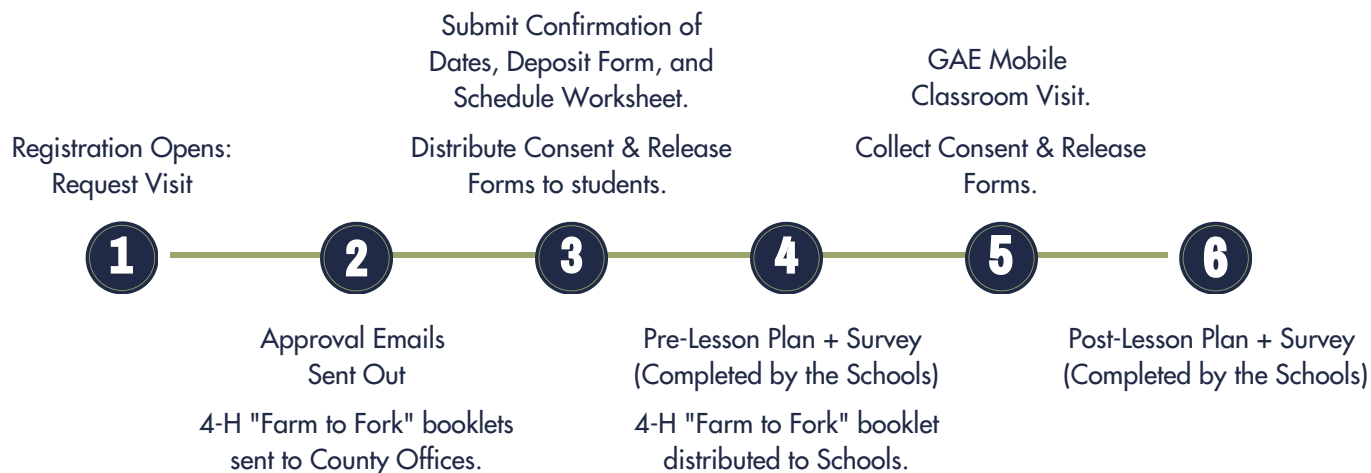 Registration Opens:
Request Visit
1
2
Approval Emails
Sent Out
4-H "Farm to Fork" booklets
sent to County Offices.
Submit Confirmation of
Dates, Deposit Form, and
Schedule Worksheet.
Distribute Consent & Release
Forms to students.
3
4
Pre-Lesson Plan + Survey
(Completed by the Schools)
4-H "Farm to Fork" booklet
distributed to Schools.
GAE Mobile
Classroom Visit.
Collect Consent & Release
Forms.
5
6
Post-Lesson Plan + Survey
(Completed by the Schools)